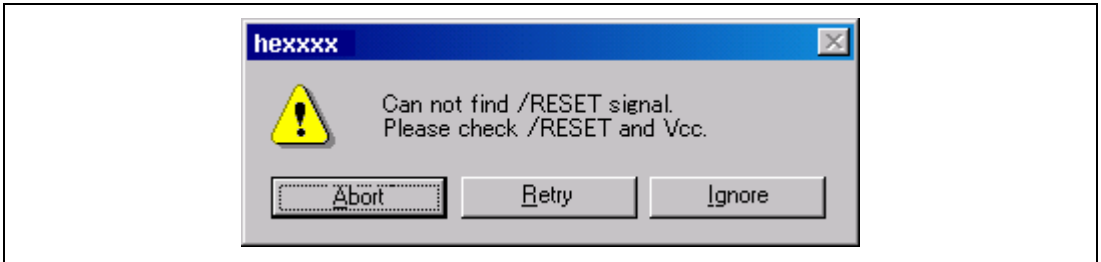 hexxxx
Can not find /RESET signal.
Please check /RESET and Vcc.
Abort
Retry
Ignore